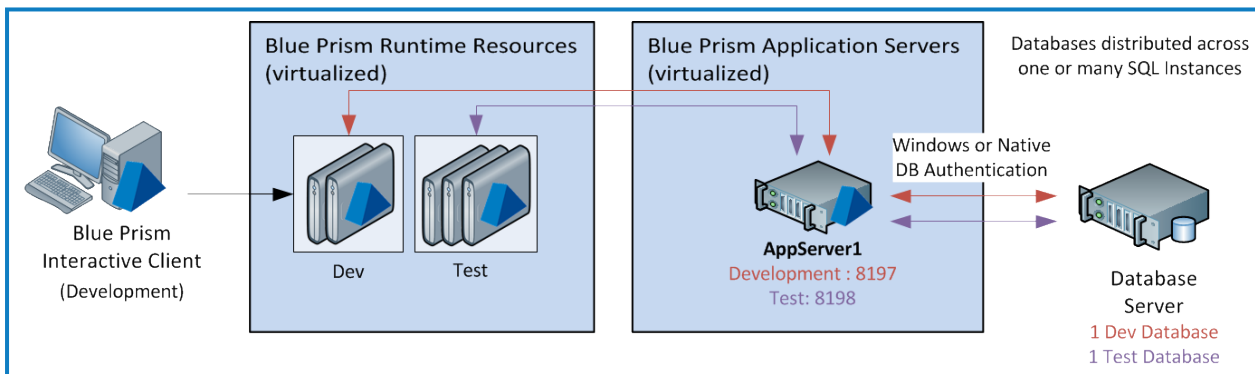 Blue Prism Runtime Resources
(virtualized)
Blue Prism Application Servers
(virtualized)
Databases distributed across
one or many SQL Instances
Windows or Native
DB Authentication
Blue Prism
Interactive Client
(Development)
Dev
Test
AppServer1
Development : 8197
Test: 8198
Database
Server
1 Dev Database
1 Test Database